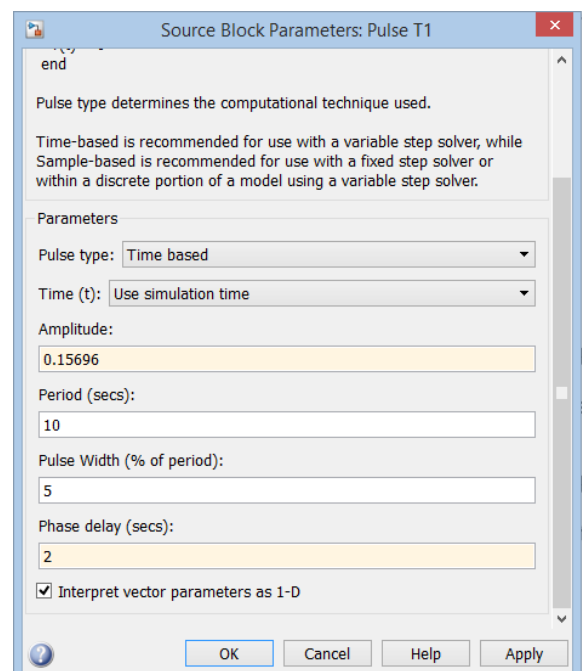 Source Block Parameters: Pulse T1
end
Pulse type determines the computational technique used.
Time-based is recommended for use with a variable step solver, while
Sample-based is recommended for use with a fixed step solver or
within a discrete portion of a model using a variable step solver.
Parameters
Pulse type: Time based
Time (t): Use simulation time
Amplitude:
0.15696
Period (secs):
10
Pulse Width (% of period):
5
Phase delay (secs):
2
Interpret vector parameters as 1-D
OK Cancel Help Apply